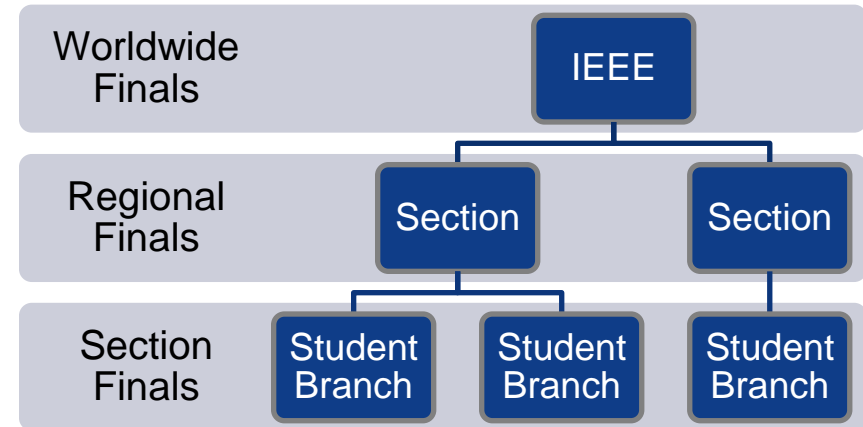 Worldwide
Finals
IEEE
Regional
Finals
Section
Section
Section
Finals
Student
Branch
Student
Branch
Student
Branch